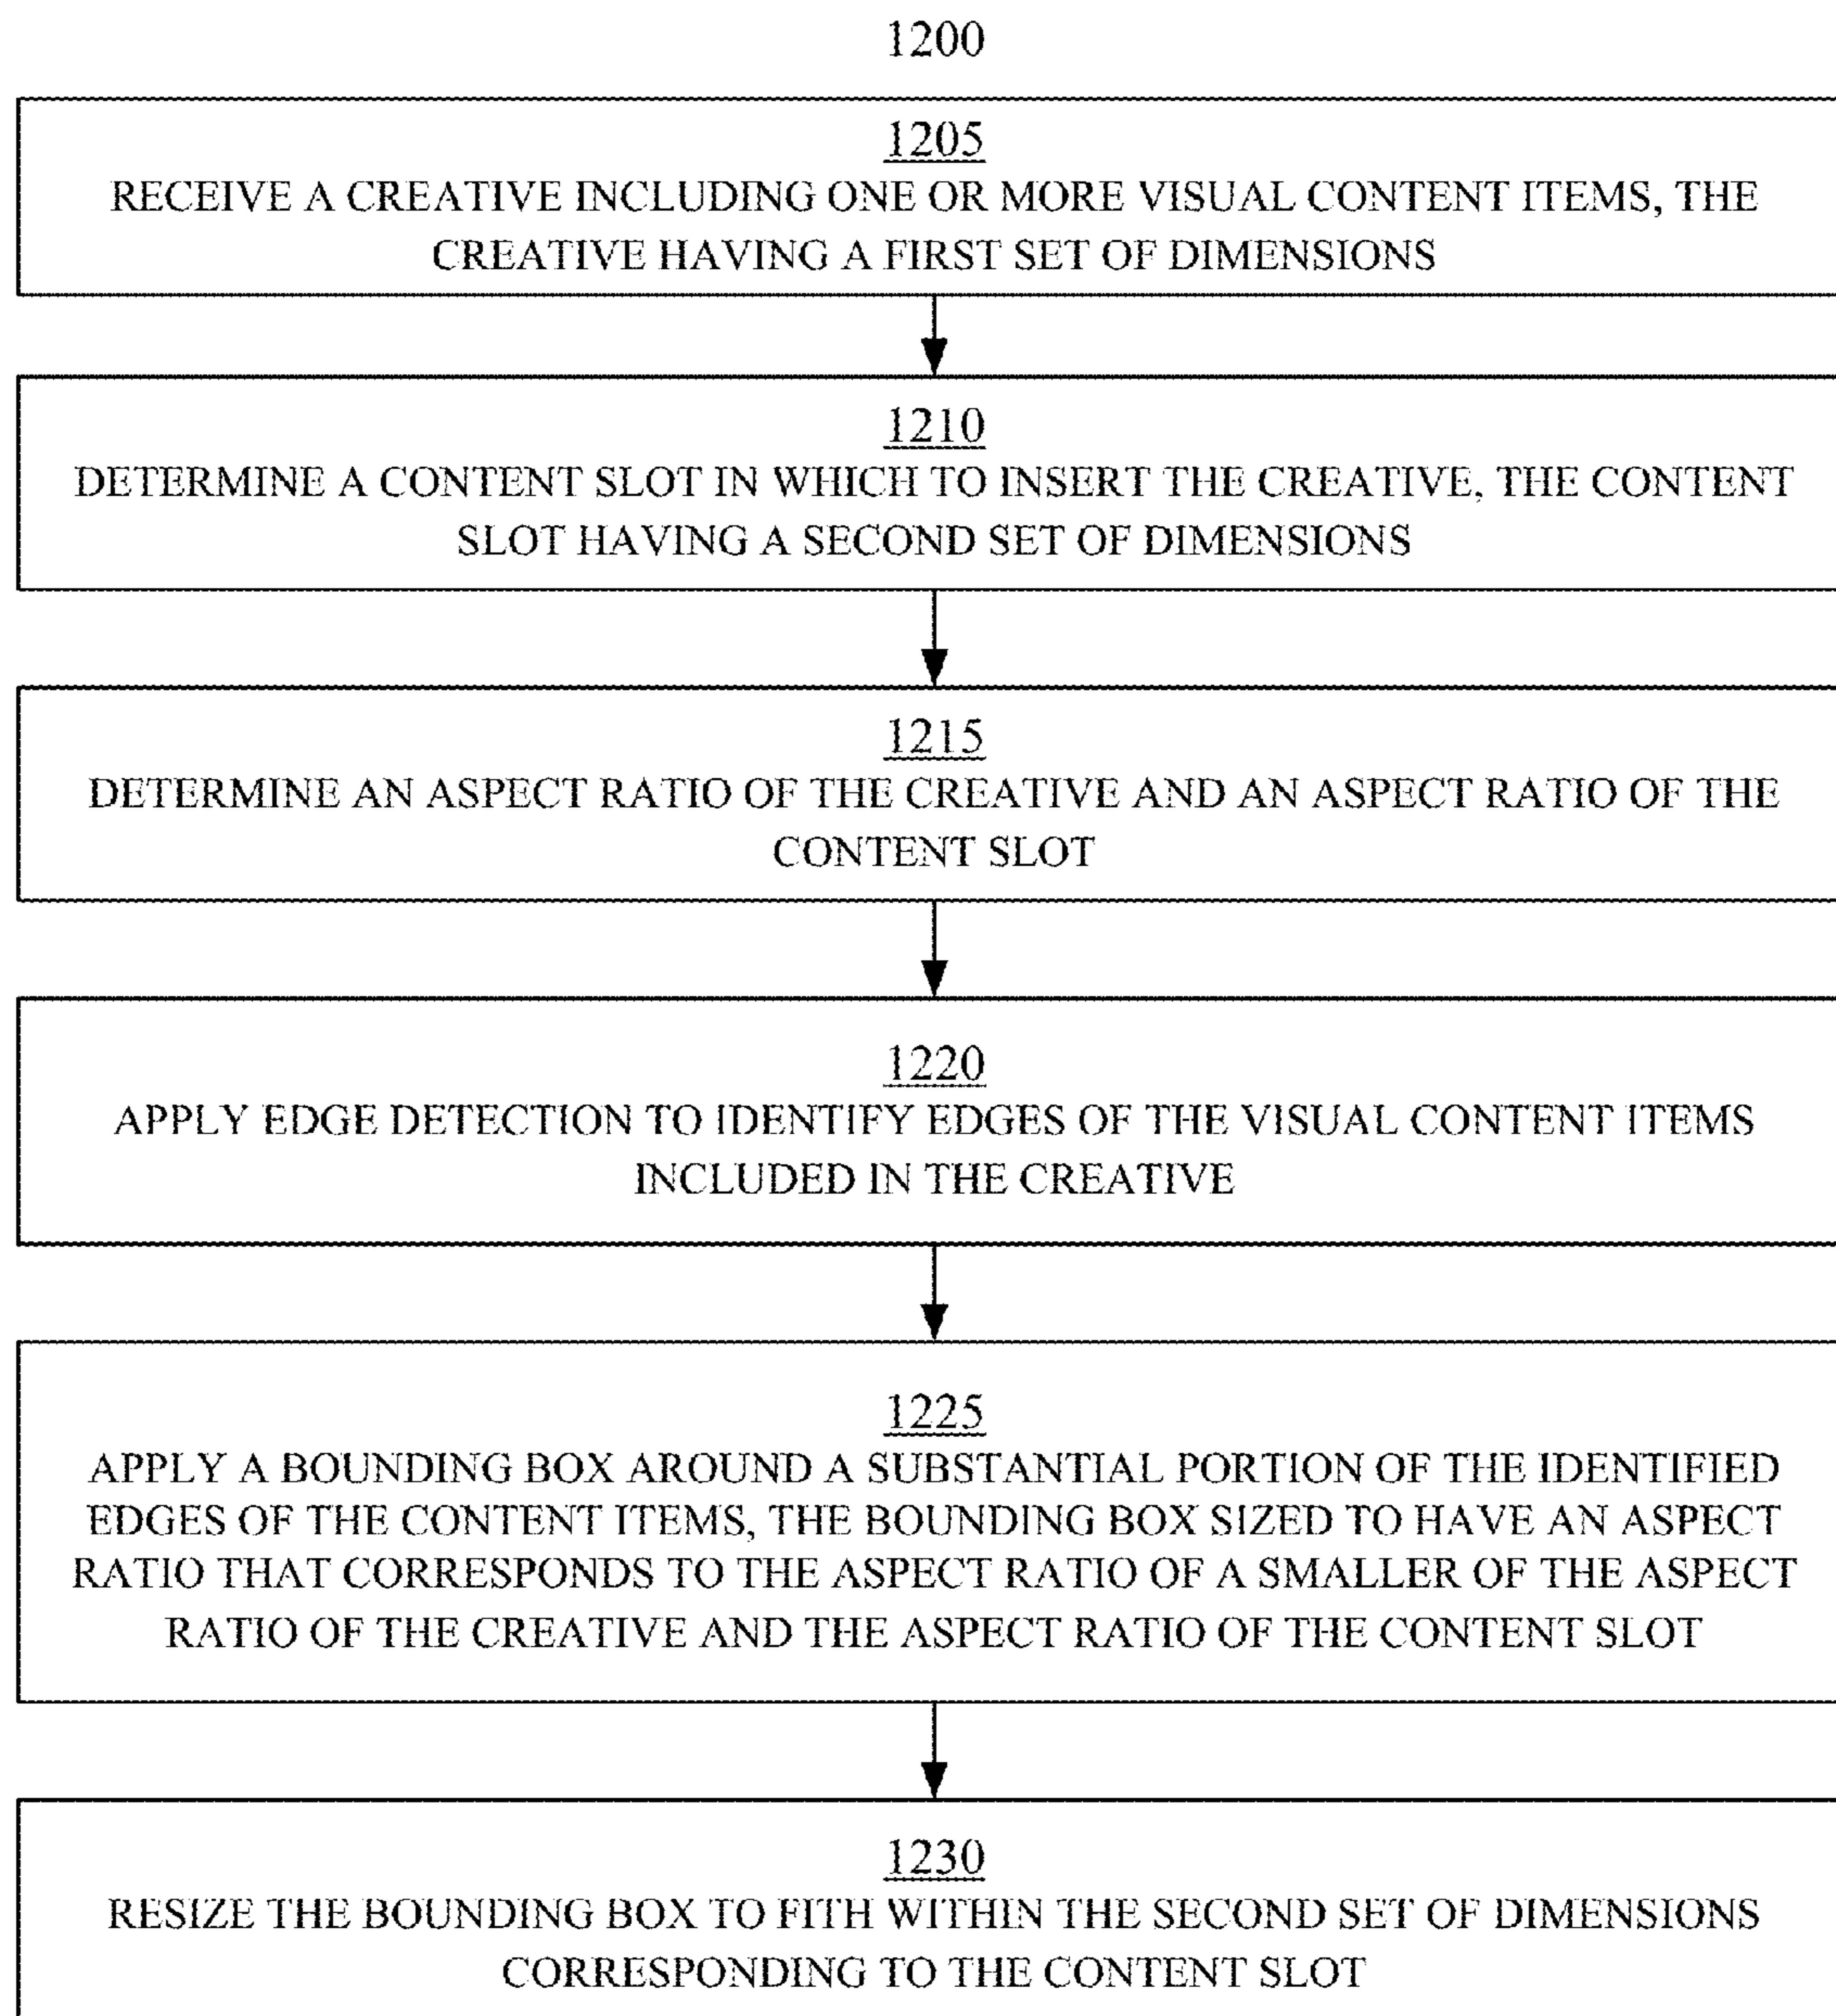 1200
1205
RECEIVE A CREATIVE INCLUDING ONE OR MORE VISUAL CONTENT ITEMS, THE
CREATIVE HAVING A FIRST SET OF DIMENSIONS
1210
DETERMINE A CONTENT SLOT IN WHICH TO INSERT THE CREATIVE, THE CONTENT
SLOT HAVING A SECOND SET OF DIMENSIONS
1215
DETERMINE AN ASPECT RATIO OF THE CREATIVE AND AN ASPECT RATIO OF THE
CONTENT SLOT
1220
APPLY EDGE DETECTION TO IDENTIFY EDGES OF THE VISUAL CONTENT ITEMS
INCLUDED IN THE CREATIVE
1225
APPLY A BOUNDING BOX AROUND A SUBSTANTIAL PORTION OF THE IDENTIFIED
EDGES OF THE CONTENT ITEMS, THE BOUNDING BOX SIZED TO HAVE AN ASPECT
RATIO THAT CORRESPONDS TO THE ASPECT RATIO OF A SMALLER OF THE ASPECT
RATIO OF THE CREATIVE AND THE ASPECT RATIO OF THE CONTENT SLOT
1230
RESIZE THE BOUNDING BOX TO FITH WITHIN THE SECOND SET OF DIMENSIONS
CORRESPONDING TO THE CONTENT SLOT